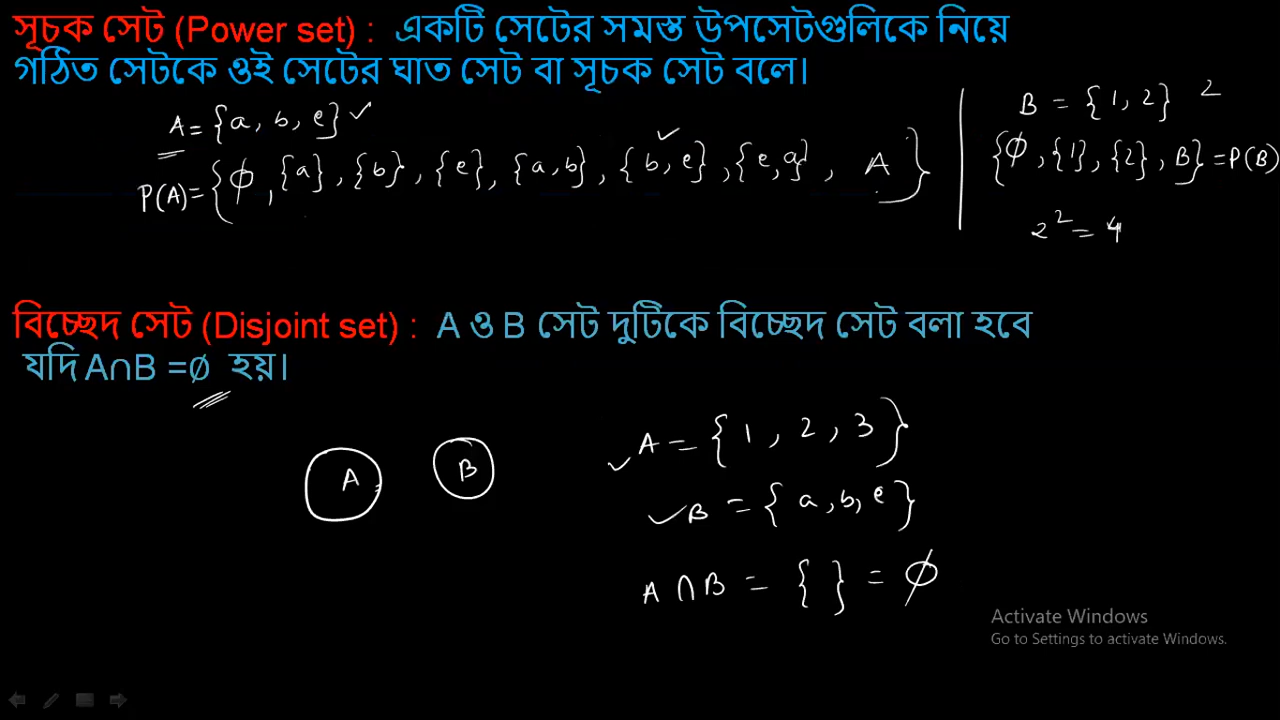 সূচক সেট (Power set) : একটি সেটের সমস্ত উপসেটগুলিকে নিয়ে
গঠিত সেটকে ওই সেটের ঘাত সেট বা সূচক সেট বলে।
A = {a, b, e} ✓
P(A) = {∅, {a}, {b}, {e}, {a, b}, {b, e}, {e, a}, A}
B = {1, 2} 2
{∅, {1}, {2}, B} = P(B)
2² = 4
বিচ্ছেদ সেট (Disjoint set) : A ও B সেট দুটিকে বিচ্ছেদ সেট বলা হবে
যদি A∩B =∅ হয়।
A B
✓A = {1, 2, 3}
✓B = {a, b, e}
A ∩ B = { } = ∅
Activate Windows
Go to Settings to activate Windows.